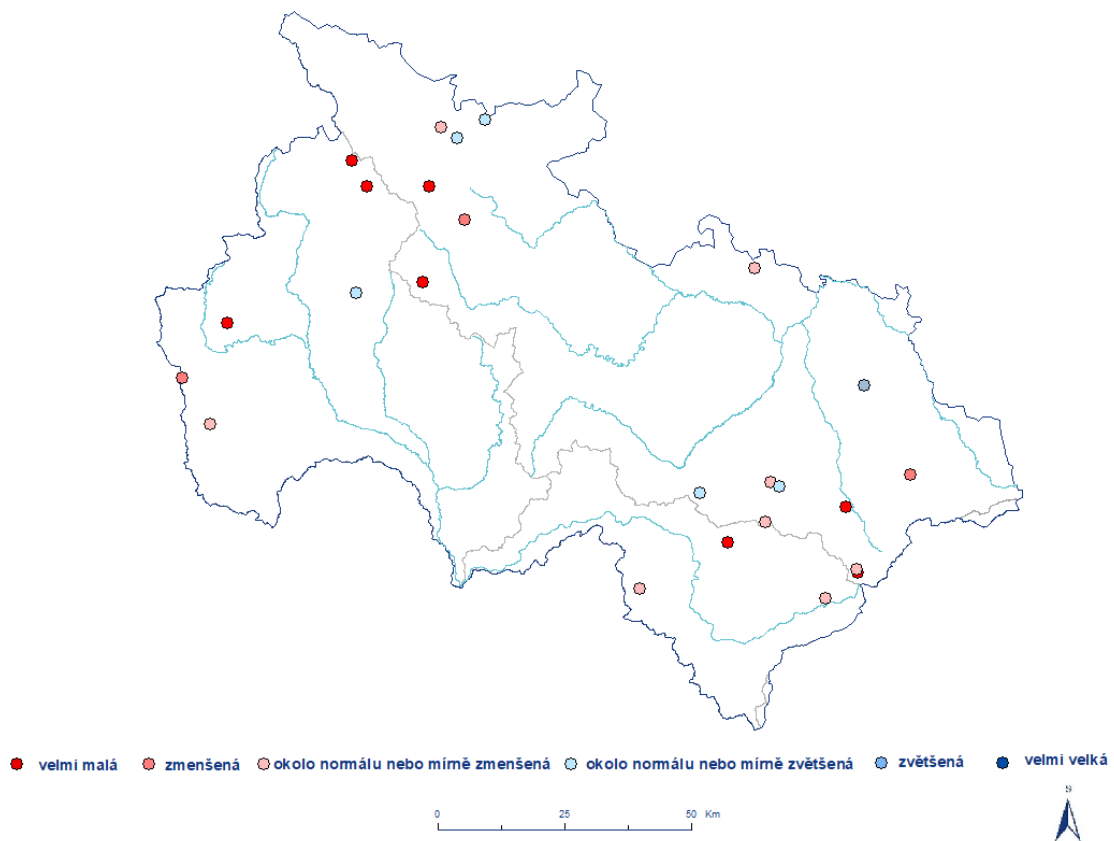 velmi malá zmenšená okolo normálu nebo mírně zmenšená okolo normálu nebo mírně zvětšená zvětšená velmi velká
0 25 50 Km
S